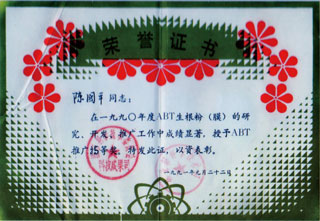 荣誉证书
陈国平同志：
在一九九〇年度ABT生根粉（膜）的研
究、开发、推广工作中成绩显著，授予ABT
推广特等奖，特发此证，以资表彰。
一九九一年元月二十二日